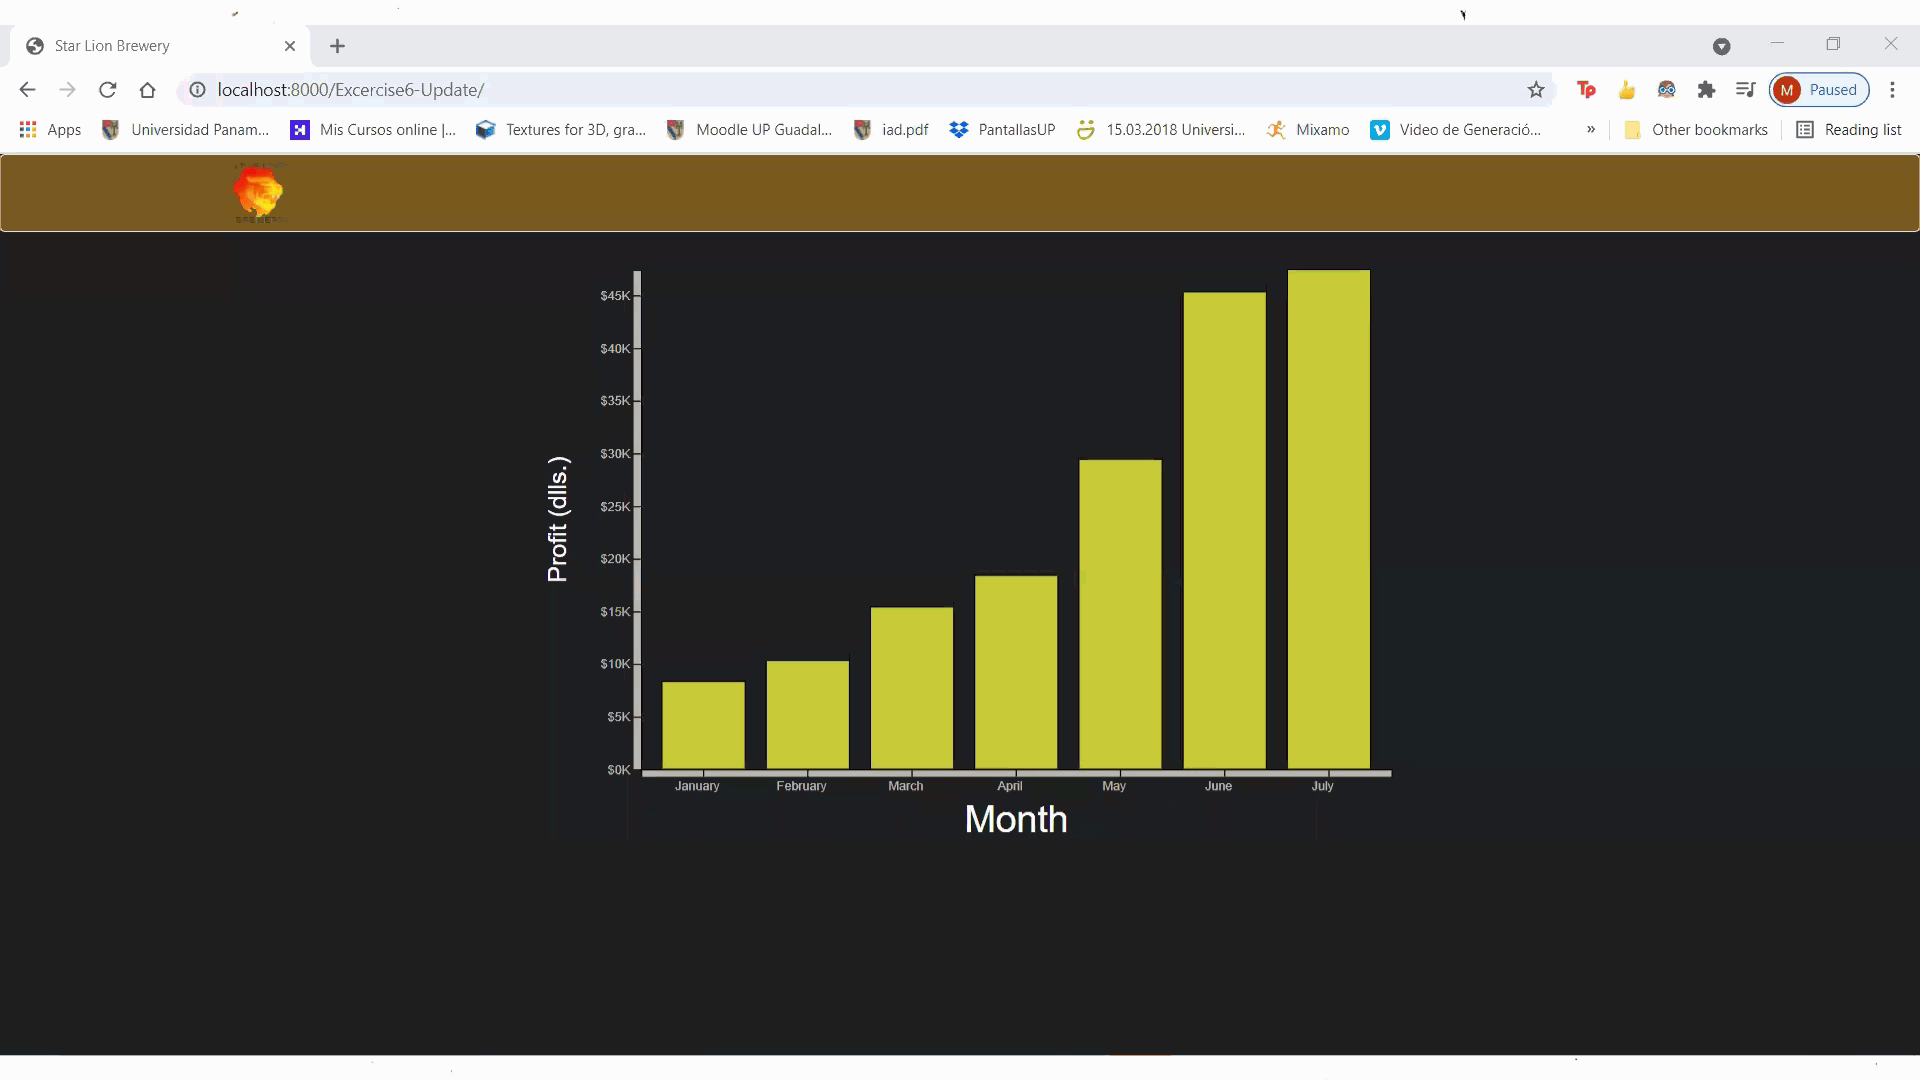 Star Lion Brewery
localhost:8000/Excercise6-Update/
Tp
M Paused
Apps Universidad Panam... Mis Cursos online |... Textures for 3D, gra... Moodle UP Guadal... iad.pdf PantallasUP 15.03.2018 Universi... Mixamo Video de Generació... » Other bookmarks Reading list
$45K
$40K
$35K
$30K
$25K
$20K
$15K
$10K
$5K
$0K
Profit (dlls.)
January February March April May June July
Month